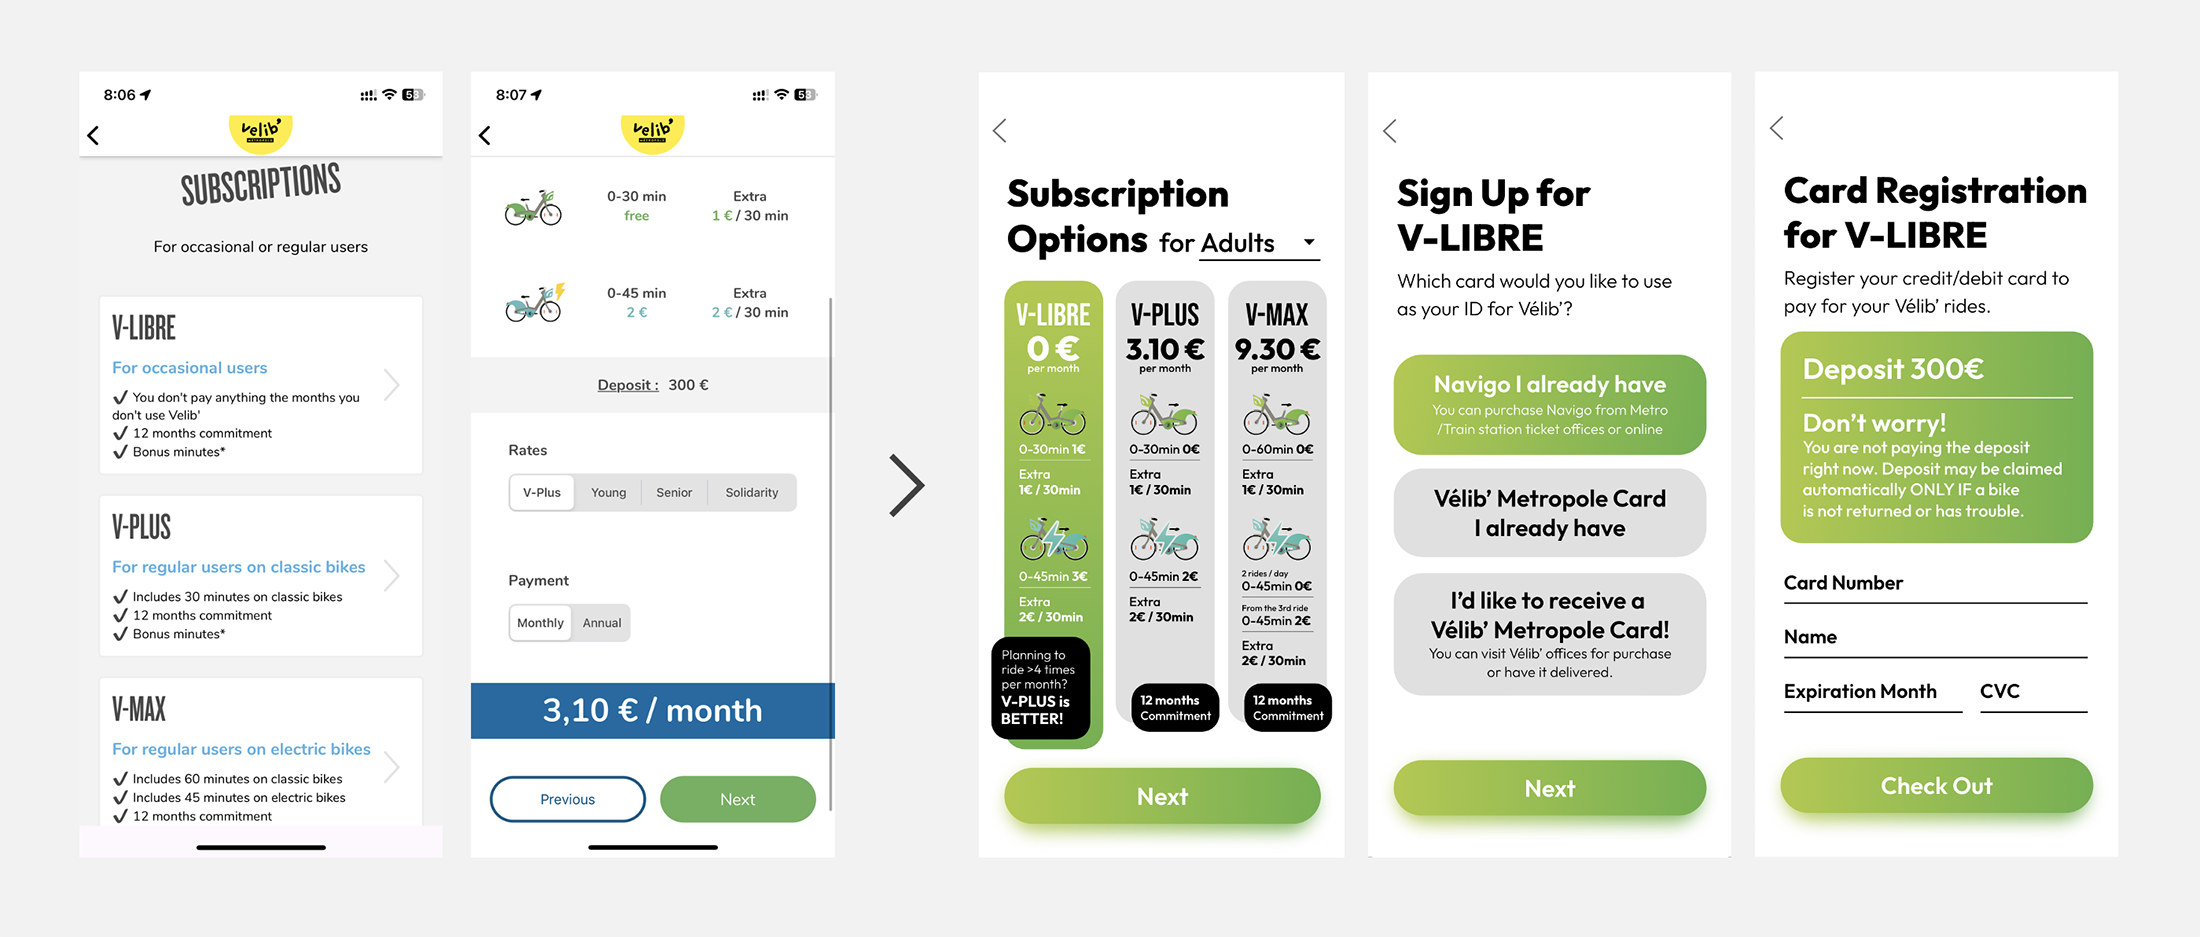 8:06
5
velib'
SUBSCRIPTIONS
For occasional or regular users
V-LIBRE
For occasional users
You don't pay anything the months you
don't use Velib'
12 months commitment
Bonus minutes*
V-PLUS
For regular users on classic bikes
Includes 30 minutes on classic bikes
12 months commitment
Bonus minutes*
V-MAX
For regular users on electric bikes
Includes 60 minutes on classic bikes
Includes 45 minutes on electric bikes
12 months commitment
8:07
5
velib'
0-30 min
free
Extra
1 € / 30 min
0-45 min
2 €
Extra
2 € / 30 min
Deposit : 300 €
Rates
V-Plus Young Senior Solidarity
Payment
Monthly Annual
3,10 € / month
Previous
Next
Subscription
Options for Adults
V-LIBRE
0 €
per month
0-30min 1€
Extra
1€ / 30min
0-45min 3€
Extra
2€ / 30min
Planning to
ride >4 times
per month?
V-PLUS is
BETTER!
V-PLUS
3.10 €
per month
0-30min 0€
Extra
1€ / 30min
0-45min 2€
Extra
2€ / 30min
12 months
Commitment
V-MAX
9.30 €
per month
0-60min 0€
Extra
1€ / 30min
2 rides / day
0-45min 0€
From the 3rd ride
0-45min 2€
Extra
2€ / 30min
12 months
Commitment
Next
Sign Up for
V-LIBRE
Which card would you like to use
as your ID for Vélib'?
Navigo I already have
You can purchase Navigo from Metro
/Train station ticket offices or online
Vélib' Metropole Card
I already have
I'd like to receive a
Vélib' Metropole Card!
You can visit Vélib' offices for purchase
or have it delivered.
Next
Card Registration
for V-LIBRE
Register your credit/debit card to
pay for your Vélib' rides.
Deposit 300€
Don't worry!
You are not paying the deposit
right now. Deposit may be claimed
automatically ONLY IF a bike
is not returned or has trouble.
Card Number
Name
Expiration Month
CVC
Check Out